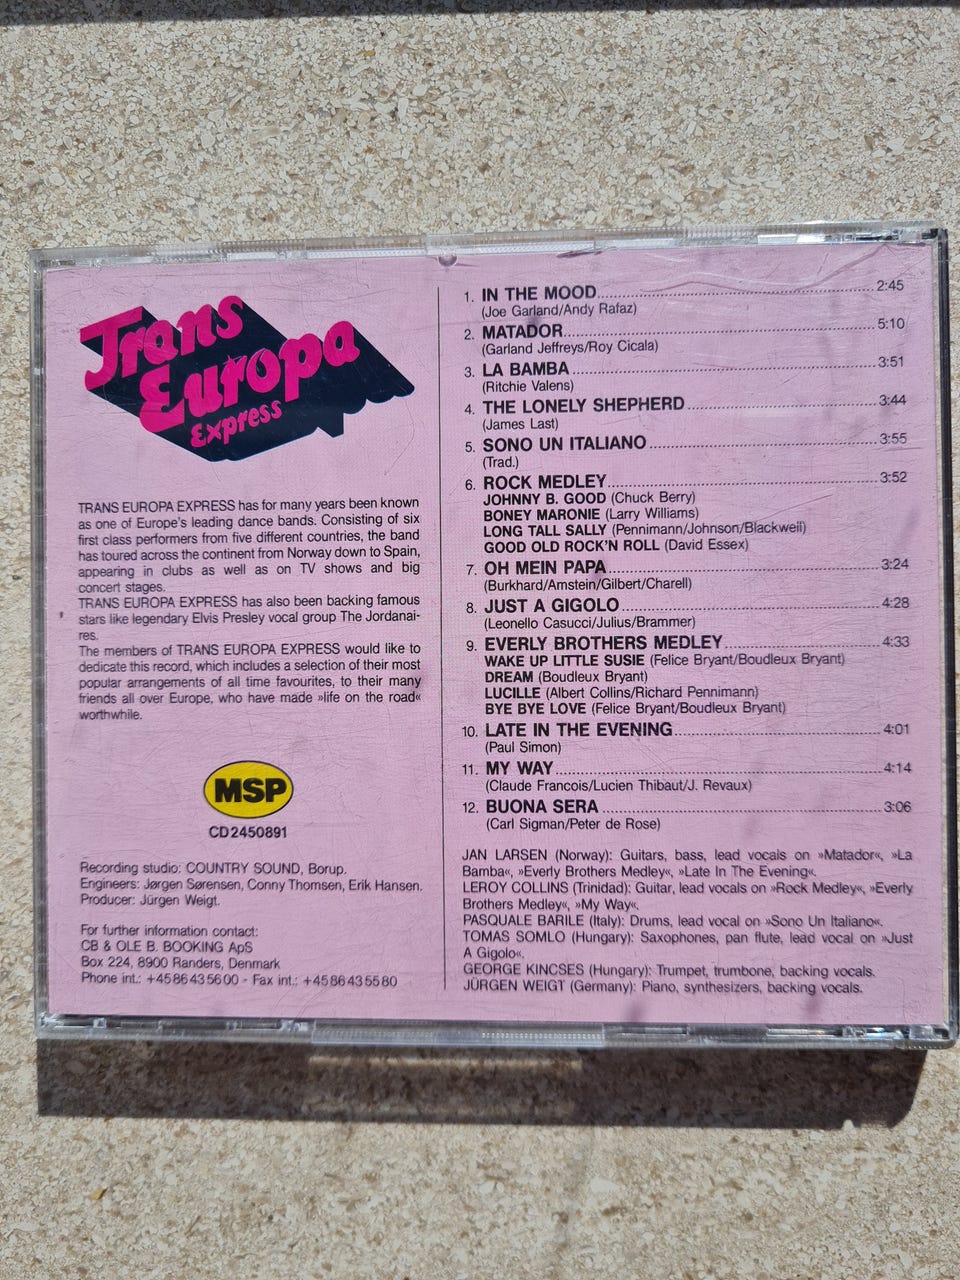 Trans
Europa
Express
TRANS EUROPA EXPRESS has for many years been known
as one of Europe's leading dance bands. Consisting of six
first class performers from five different countries, the band
has toured across the continent from Norway down to Spain,
appearing in clubs as well as on TV shows and big
concert stages.
TRANS EUROPA EXPRESS has also been backing famous
stars like legendary Elvis Presley vocal group The Jordanai-
res.
The members of TRANS EUROPA EXPRESS would like to
dedicate this record, which includes a selection of their most
popular arrangements of all time favourites, to their many
friends all over Europe, who have made »life on the road«
worthwhile.
MSP
CD2450891
Recording studio: COUNTRY SOUND, Borup.
Engineers: Jørgen Sørensen, Conny Thomsen, Erik Hansen.
Producer: Jürgen Weigt.
For further information contact:
CB & OLE B. BOOKING ApS
Box 224, 8900 Randers, Denmark
Phone int.: +4586435600 - Fax int.: +4586435580
1. IN THE MOOD 2:45
(Joe Garland/Andy Rafaz)
2. MATADOR 5:10
(Garland Jeffreys/Roy Cicala)
3. LA BAMBA 3:51
(Ritchie Valens)
4. THE LONELY SHEPHERD 3:44
(James Last)
5. SONO UN ITALIANO 3:55
(Trad.)
6. ROCK MEDLEY 3:52
JOHNNY B. GOOD (Chuck Berry)
BONEY MARONIE (Larry Williams)
LONG TALL SALLY (Pennimann/Johnson/Blackwell)
GOOD OLD ROCK'N ROLL (David Essex)
7. OH MEIN PAPA 3:24
(Burkhard/Amstein/Gilbert/Charell)
8. JUST A GIGOLO 4:28
(Leonello Casucci/Julius/Brammer)
9. EVERLY BROTHERS MEDLEY 4:33
WAKE UP LITTLE SUSIE (Felice Bryant/Boudleux Bryant)
DREAM (Boudleux Bryant)
LUCILLE (Albert Collins/Richard Pennimann)
BYE BYE LOVE (Felice Bryant/Boudleux Bryant)
10. LATE IN THE EVENING 4:01
(Paul Simon)
11. MY WAY 4:14
(Claude Francois/Lucien Thibaut/J. Revaux)
12. BUONA SERA 3:06
(Carl Sigman/Peter de Rose)
JAN LARSEN (Norway): Guitars, bass, lead vocals on »Matador«, »La
Bamba«, »Everly Brothers Medley«, »Late In The Evening«.
LEROY COLLINS (Trinidad): Guitar, lead vocals on »Rock Medley«, »Everly
Brothers Medley«, »My Way«.
PASQUALE BARILE (Italy): Drums, lead vocal on »Sono Un Italiano«.
TOMAS SOMLO (Hungary): Saxophones, pan flute, lead vocal on »Just
A Gigolo«.
GEORGE KINCSES (Hungary): Trumpet, trombone, backing vocals.
JÜRGEN WEIGT (Germany): Piano, synthesizers, backing vocals.